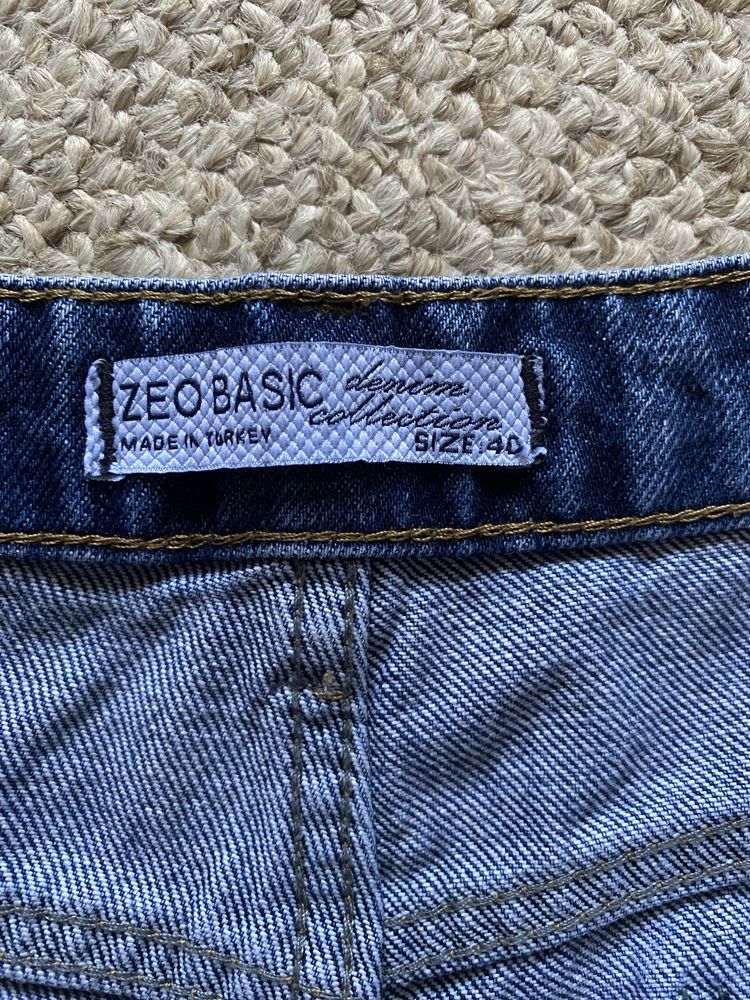 ZEO BASIC denim
collection
MADE IN TURKEY SIZE:40